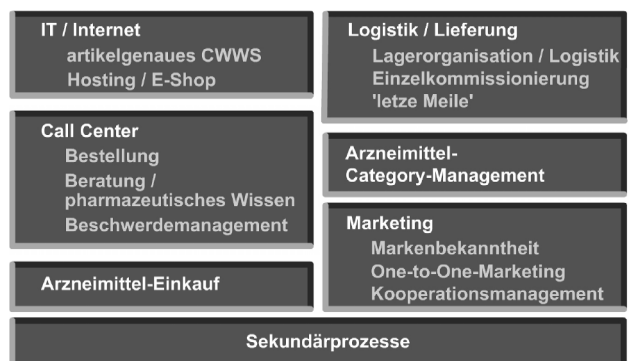 IT / Internet
artikelgenaues CWWS
Hosting / E-Shop
Call Center
Bestellung
Beratung /
pharmazeutisches Wissen
Beschwerdemanagement
Arzneimittel-Einkauf
Logistik / Lieferung
Lagerorganisation / Logistik
Einzelkommissionierung
'letze Meile'
Arzneimittel-
Category-Management
Marketing
Markenbekanntheit
One-to-One-Marketing
Kooperationsmanagement
Sekundärprozesse